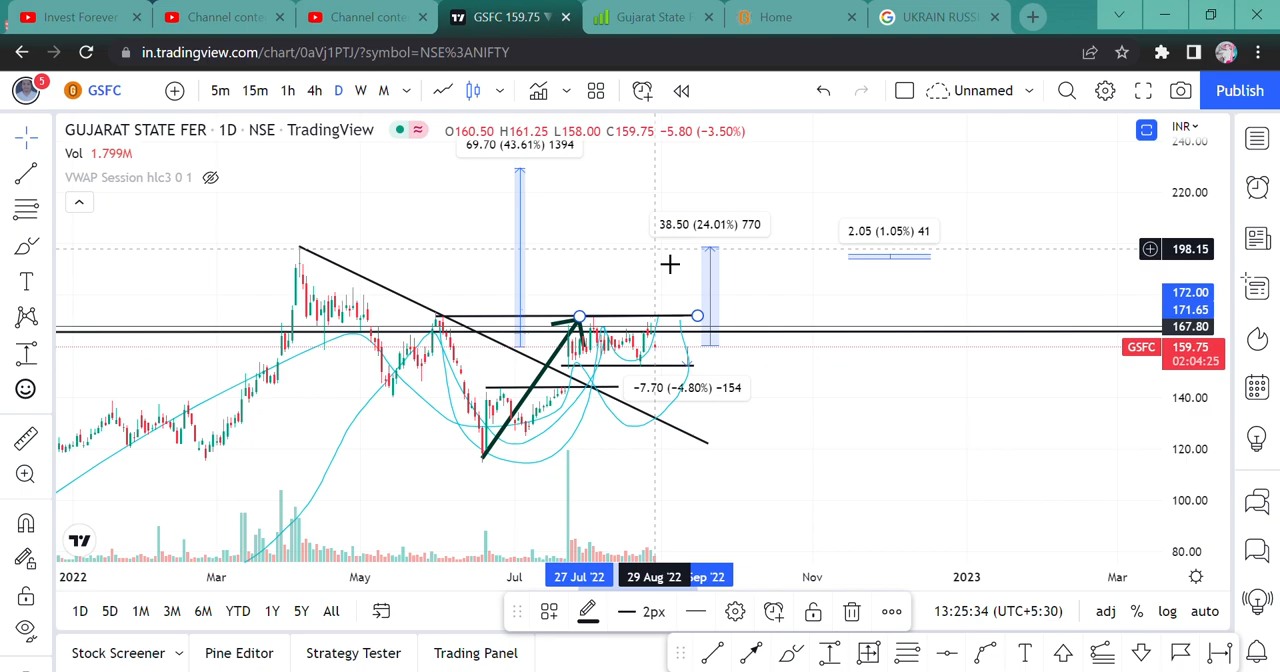 Invest Forever
Channel conte
Channel conte
GSFC 159.75
Gujarat State F
Home
UKRAIN RUSS
in.tradingview.com/chart/0aVj1PTJ/?symbol=NSE%3ANIFTY
5
GSFC
5m 15m 1h 4h D W M
Unnamed
Publish
GUJARAT STATE FER · 1D · NSE · TradingView
O160.50 H161.25 L158.00 C159.75 −5.80 (−3.50%)
INR
Vol 1.799M
VWAP Session hlc3 0 1
69.70 (43.61%) 1394
38.50 (24.01%) 770
2.05 (1.05%) 41
−7.70 (−4.80%) −154
240.00
220.00
198.15
172.00
171.65
167.80
GSFC 159.75
02:04:25
140.00
120.00
100.00
80.00
2022 Mar May Jul 27 Jul '22 29 Aug '22 Sep '22 Nov 2023 Mar
1D 5D 1M 3M 6M YTD 1Y 5Y All
2px
13:25:34 (UTC+5:30)
adj % log auto
Stock Screener
Pine Editor
Strategy Tester
Trading Panel